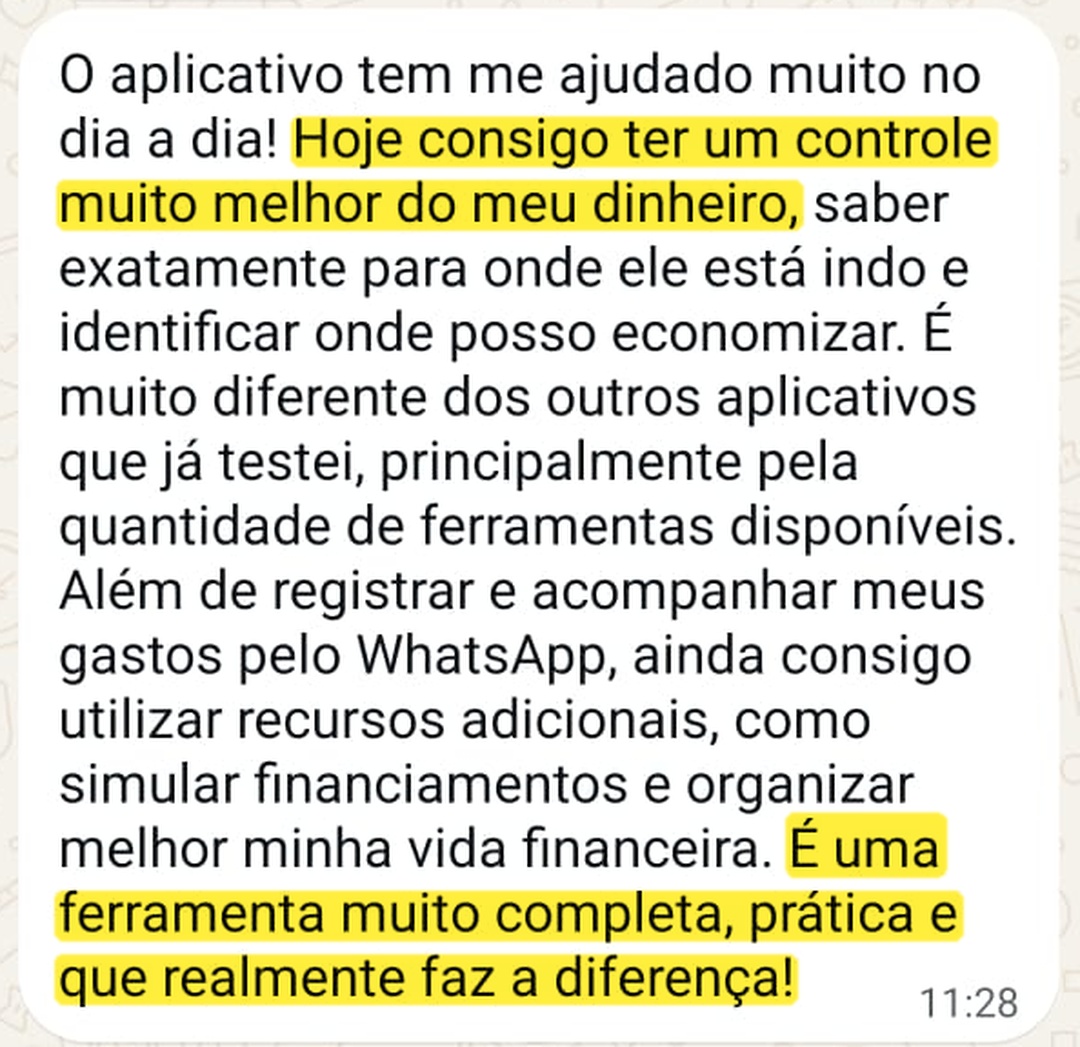 O aplicativo tem me ajudado muito no
dia a dia! Hoje consigo ter um controle
muito melhor do meu dinheiro, saber
exatamente para onde ele está indo e
identificar onde posso economizar. É
muito diferente dos outros aplicativos
que já testei, principalmente pela
quantidade de ferramentas disponíveis.
Além de registrar e acompanhar meus
gastos pelo WhatsApp, ainda consigo
utilizar recursos adicionais, como
simular financiamentos e organizar
melhor minha vida financeira. É uma
ferramenta muito completa, prática e
que realmente faz a diferença!
11:28